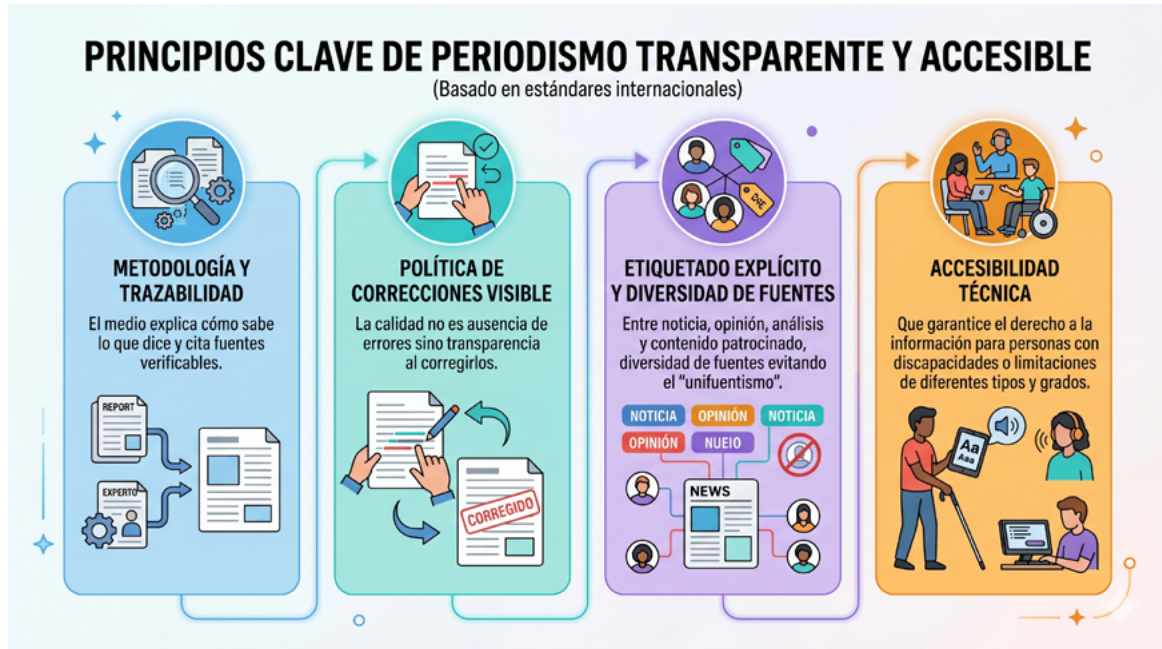 PRINCIPIOS CLAVE DE PERIODISMO TRANSPARENTE Y ACCESIBLE
(Basado en estándares internacionales)
METODOLOGÍA Y
TRAZABILIDAD
El medio explica cómo sabe
lo que dice y cita fuentes
verificables.
REPORT
EXPERTO
POLÍTICA DE
CORRECCIONES VISIBLE
La calidad no es ausencia de
errores sino transparencia
al corregirlos.
CORREGIDO
ETIQUETADO EXPLÍCITO
Y DIVERSIDAD DE FUENTES
Entre noticia, opinión, análisis
y contenido patrocinado,
diversidad de fuentes evitando
el “unifuentismo”.
NOTICIA OPINIÓN NOTICIA
OPINIÓN NUEIO
NEWS
ACCESIBILIDAD
TÉCNICA
Que garantice el derecho a la
información para personas con
discapacidades o limitaciones
de diferentes tipos y grados.
Aa
Aaa